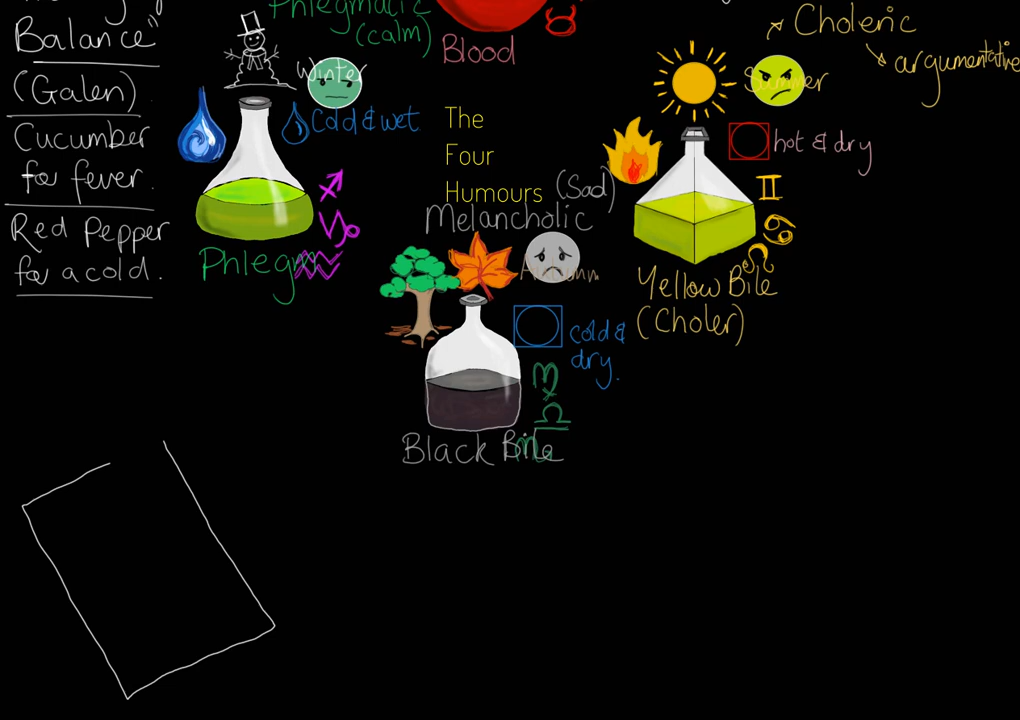 Balance"
(Galen)
Cucumber
for fever.
Red Pepper
for a cold.
Phlegmatic
(calm)
Winter
Cold & wet
Phlegm
Blood
The
Four
Humours
(Sad)
Melancholic
Autumn
cold &
dry.
Black Bile
Choleric
argumentative
Summer
hot & dry
Yellow Bile
(Choler)